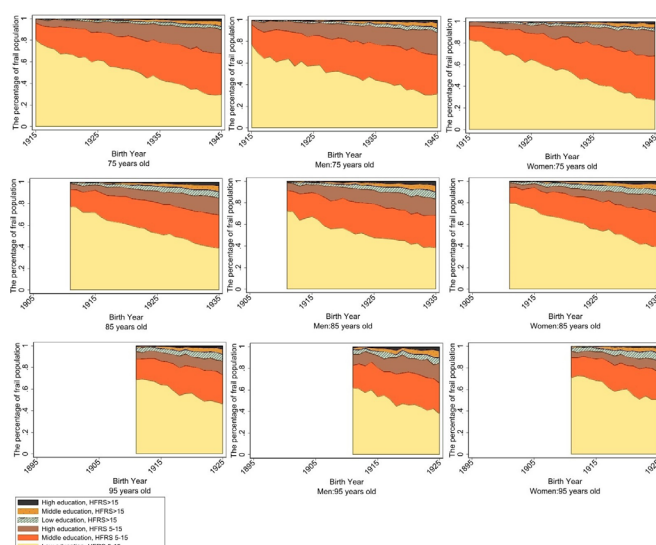 The percentage of frail population
0 .2 .4 .6 .8 1
1915 1925 1935 1945
Birth Year
75 years old
The percentage of frail population
0 .2 .4 .6 .8 1
1915 1925 1935 1945
Birth Year
Men:75 years old
The percentage of frail population
0 .2 .4 .6 .8 1
1915 1925 1935 1945
Birth Year
Women:75 years old
The percentage of frail population
0 .2 .4 .6 .8 1
1905 1915 1925 1935
Birth Year
85 years old
The percentage of frail population
0 .2 .4 .6 .8 1
1905 1915 1925 1935
Birth Year
Men:85 years old
The percentage of frail population
0 .2 .4 .6 .8 1
1905 1915 1925 1935
Birth Year
Women:85 years old
The percentage of frail population
0 .2 .4 .6 .8 1
1895 1905 1915 1925
Birth Year
95 years old
The percentage of frail population
0 .2 .4 .6 .8 1
1895 1905 1915 1925
Birth Year
Men:95 years old
The percentage of frail population
0 .2 .4 .6 .8 1
1895 1905 1915 1925
Birth Year
Women:95 years old
High education, HFRS>15
Middle education, HFRS>15
Low education, HFRS>15
High education, HFRS 5-15
Middle education, HFRS 5-15